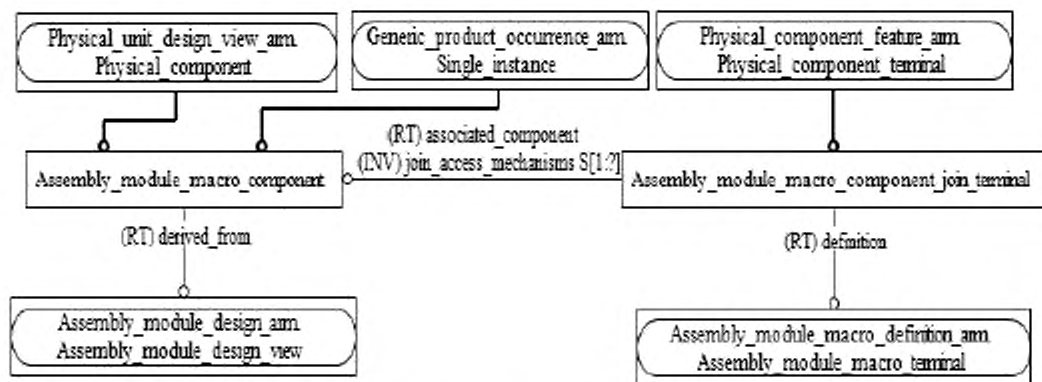 Physical_unit_design_view_arm.
Physical_component
Generic_product_occurrence_arm.
Single_instance
Physical_component_feature_arm.
Physical_component_terminal
(RT) associated_component
(INV) join_access_mechanisms S[1:?]
Assembly_module_macro_component
Assembly_module_macro_component_join_terminal
(RT) derived_from
(RT) definition
Assembly_module_design_arm.
Assembly_module_design_view
Assembly_module_macro_definition_arm.
Assembly_module_macro_terminal